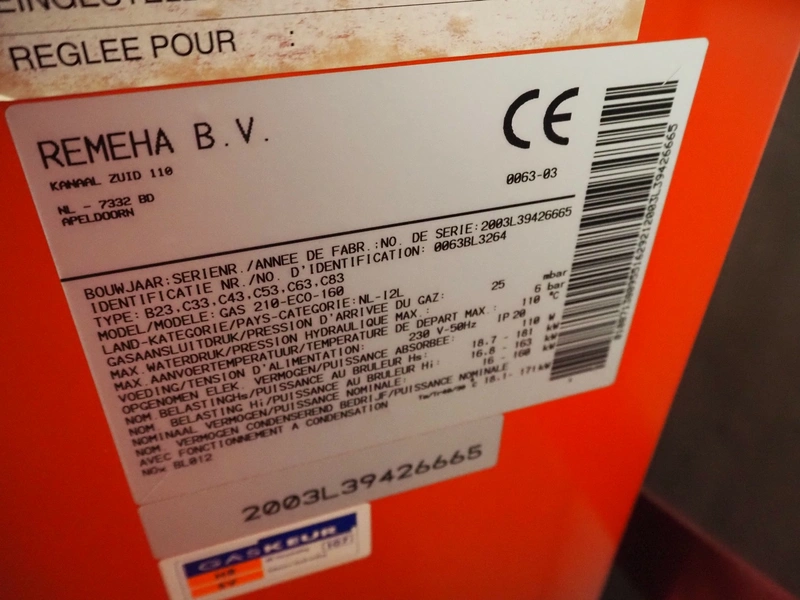 EINGESTELL
REGLEE POUR :
REMEHA B.V.
KANAAL ZUID 110
NL - 7332 BD
APELDOORN
CE
0063-03
BOUWJAAR:SERIENR./ANNEE DE FABR.:NO. DE SERIE:2003L39426665
IDENTIFICATIE NR./NO. D'IDENTIFICATION: 0063BL3264
TYPE: B23,C33,C43,C53,C63,C83
MODEL/MODELE: GAS 210-ECO-160
LAND-KATEGORIE/PAYS-CATEGORIE:NL-I2L
GASAANSLUITDRUK/PRESSION D'ARRIVEE DU GAZ: 25 mbar
MAX.WATERDRUK/PRESSION HYDRAULIQUE MAX.: 6 bar
MAX.AANVOERTEMPERATUUR/TEMPERATURE DE DEPART MAX.: 110 °C
VOEDING/TENSION D'ALIMENTATION: 230 V-50Hz IP20
OPGENOMEN ELEK. VERMOGEN/PUISSANCE ABSORBEE: 110 W
NOM BELASTINGHs/PUISSANCE AU BRULEUR Hs: 18.7 - 181 kW
NOM. BELASTING Hi/PUISSANCE AU BRULEUR Hi: 16.8 - 163 kW
NOMINAAL VERMOGEN/PUISSANCE NOMINALE: 16 - 160 kW
NOM VERMOGEN CONDENSEREND BEDRIJF/PUISSANCE NOMINALE
AVEC FONCTIONNEMENT A CONDENSATION 18.1- 171kW
NOx BL012
2003L39426665
GASKEUR
HR